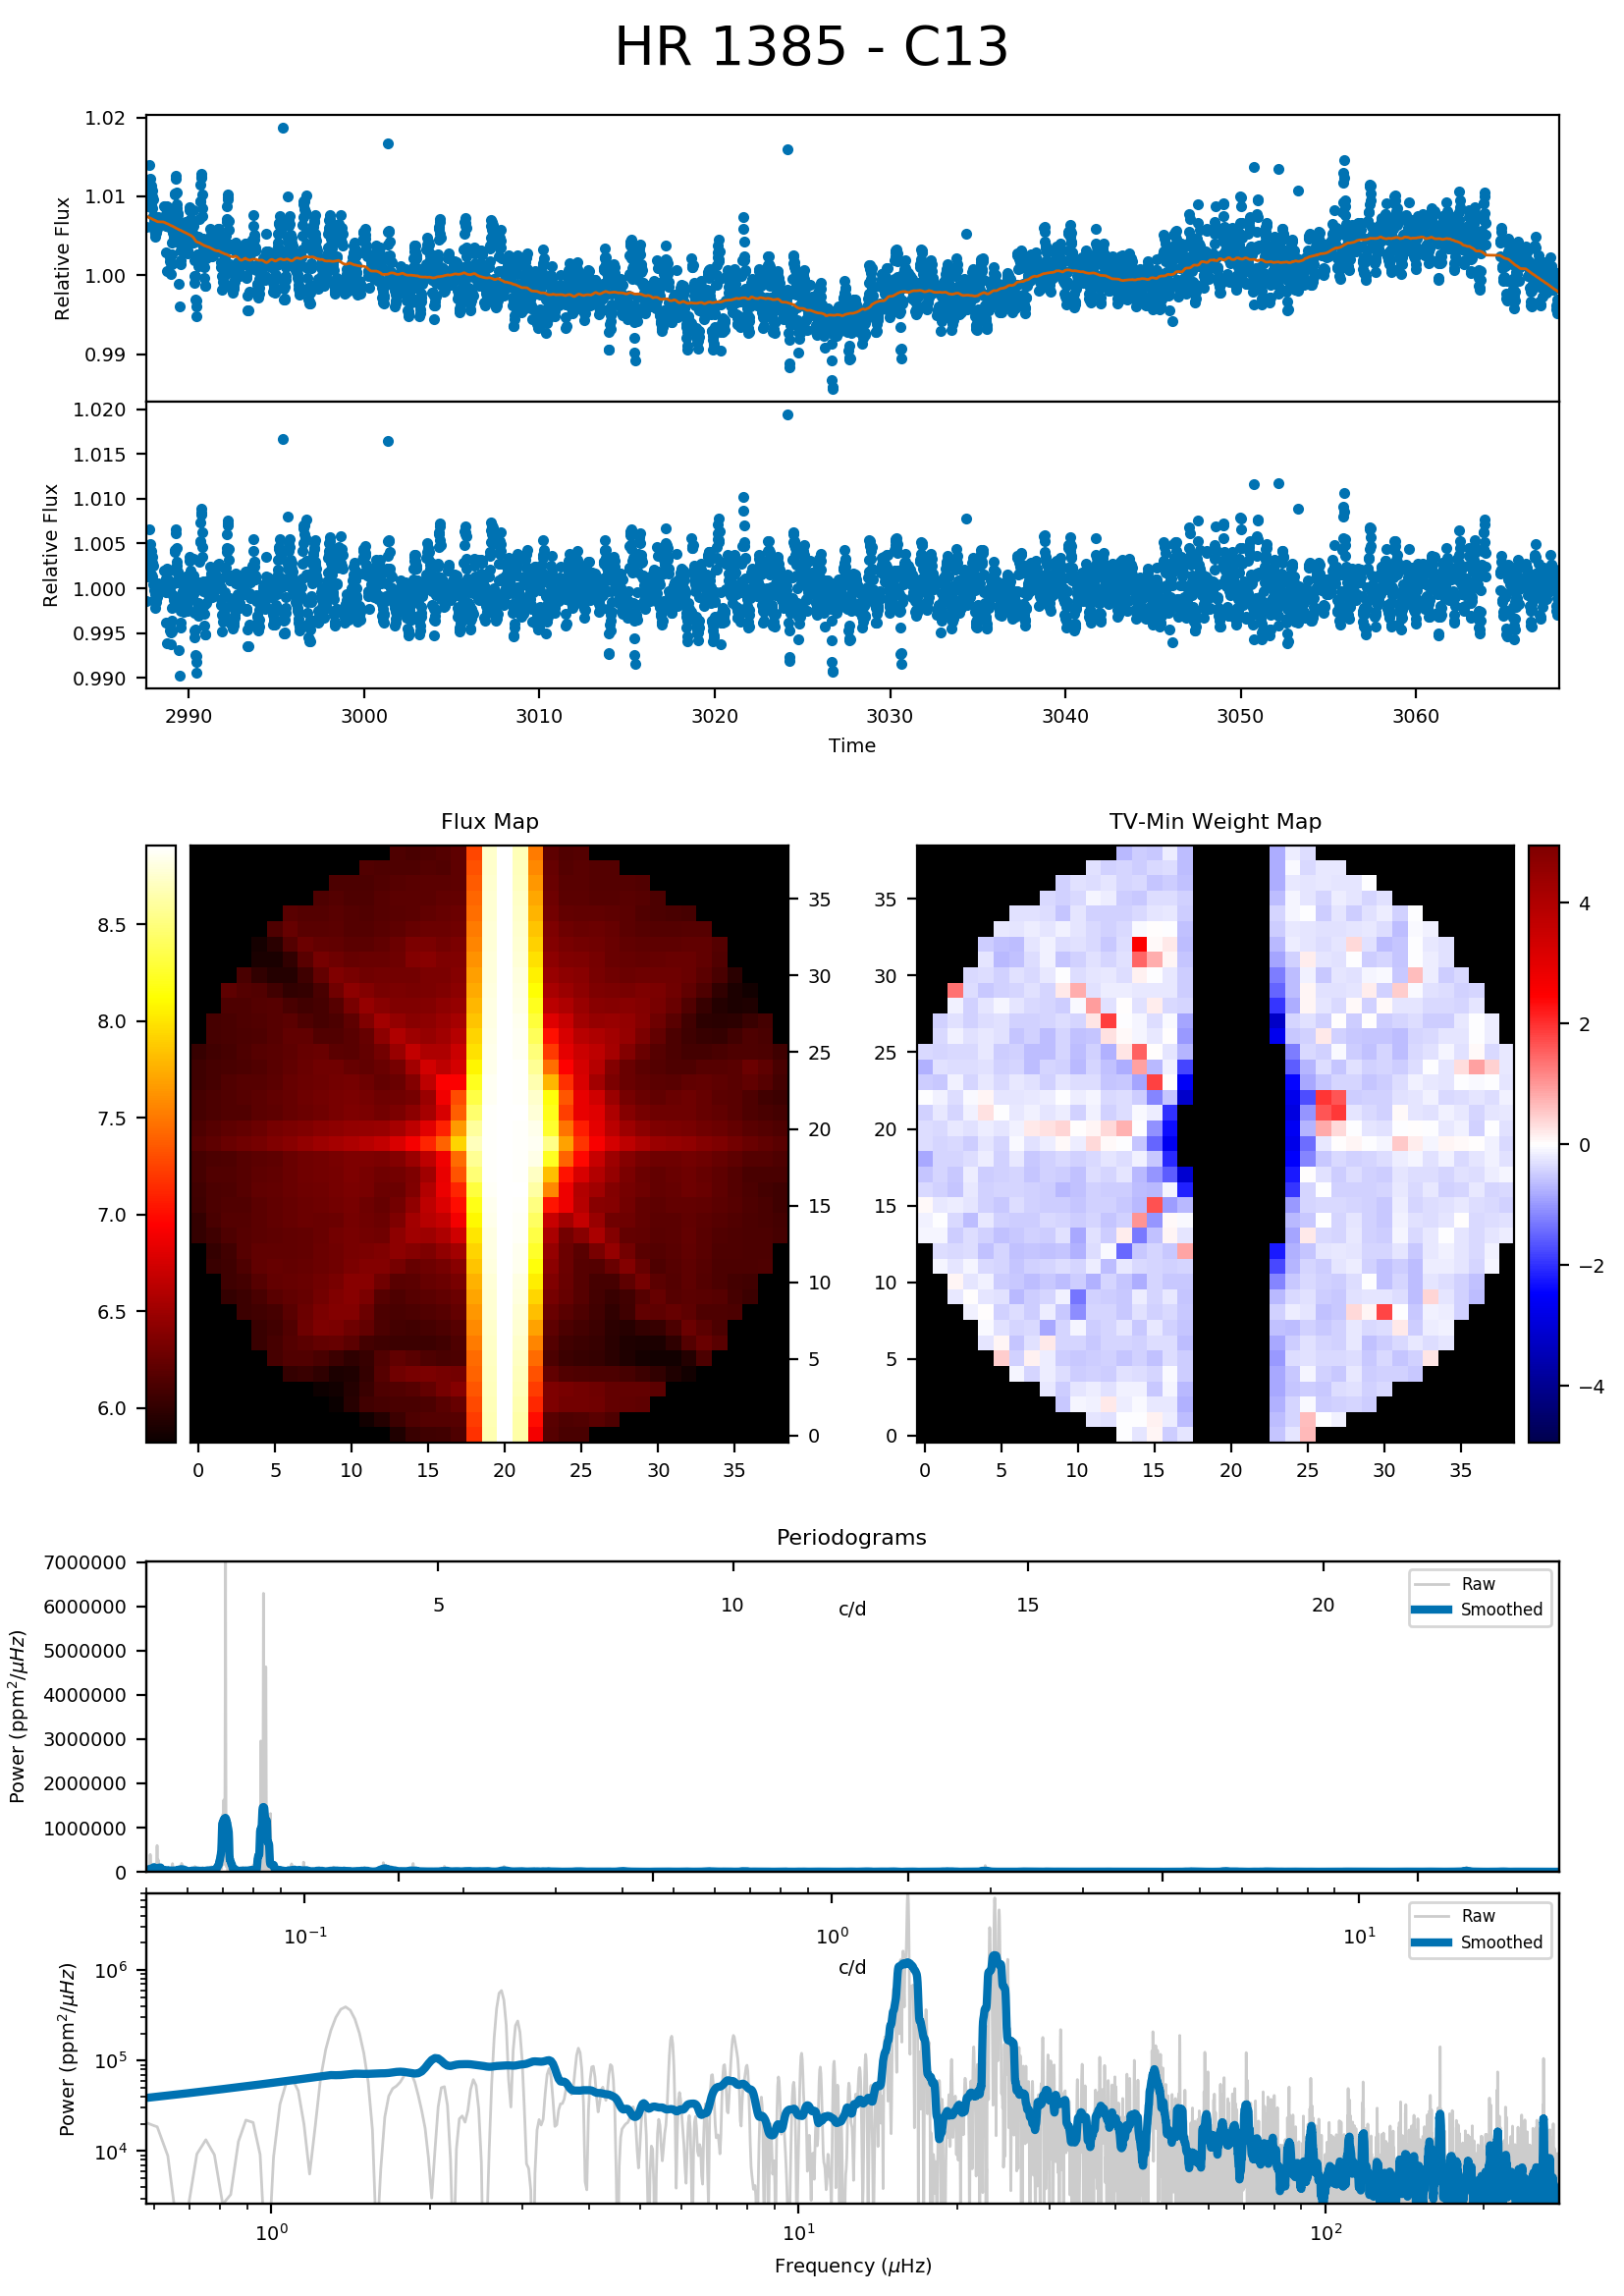 HR 1385 - C13
1.02
1.01
1.00
0.99
Relative Flux
1.020
1.015
1.010
1.005
1.000
0.995
0.990
Relative Flux
2990 3000 3010 3020 3030 3040 3050 3060
Time
Flux Map
TV-Min Weight Map
8.5
8.0
7.5
7.0
6.5
6.0
35
30
25
20
15
10
5
0
0 5 10 15 20 25 30 35
35
30
25
20
15
10
5
0
0 5 10 15 20 25 30 35
4
2
0
−2
−4
Periodograms
7000000
6000000
5000000
4000000
3000000
2000000
1000000
0
Power (ppm²/μHz)
5 10 15 20
c/d
Raw
Smoothed
10⁻¹ 10⁰ 10¹
c/d
Raw
Smoothed
10⁶
10⁵
10⁴
Power (ppm²/μHz)
10⁰ 10¹ 10²
Frequency (μHz)